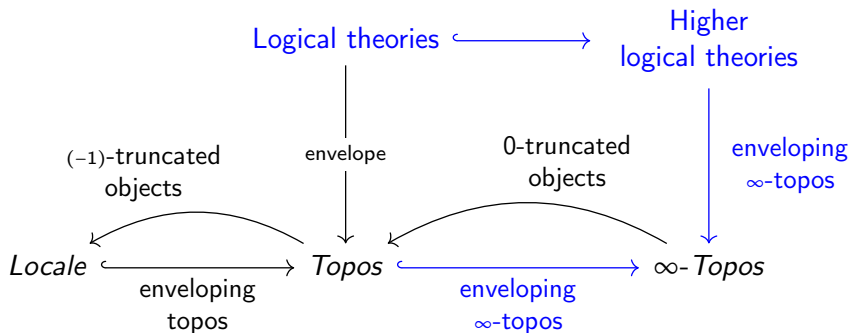 Logical theories
Higher
logical theories
(−1)-truncated
objects
envelope
0-truncated
objects
enveloping
∞-topos
Locale
Topos
∞-Topos
enveloping
topos
enveloping
∞-topos